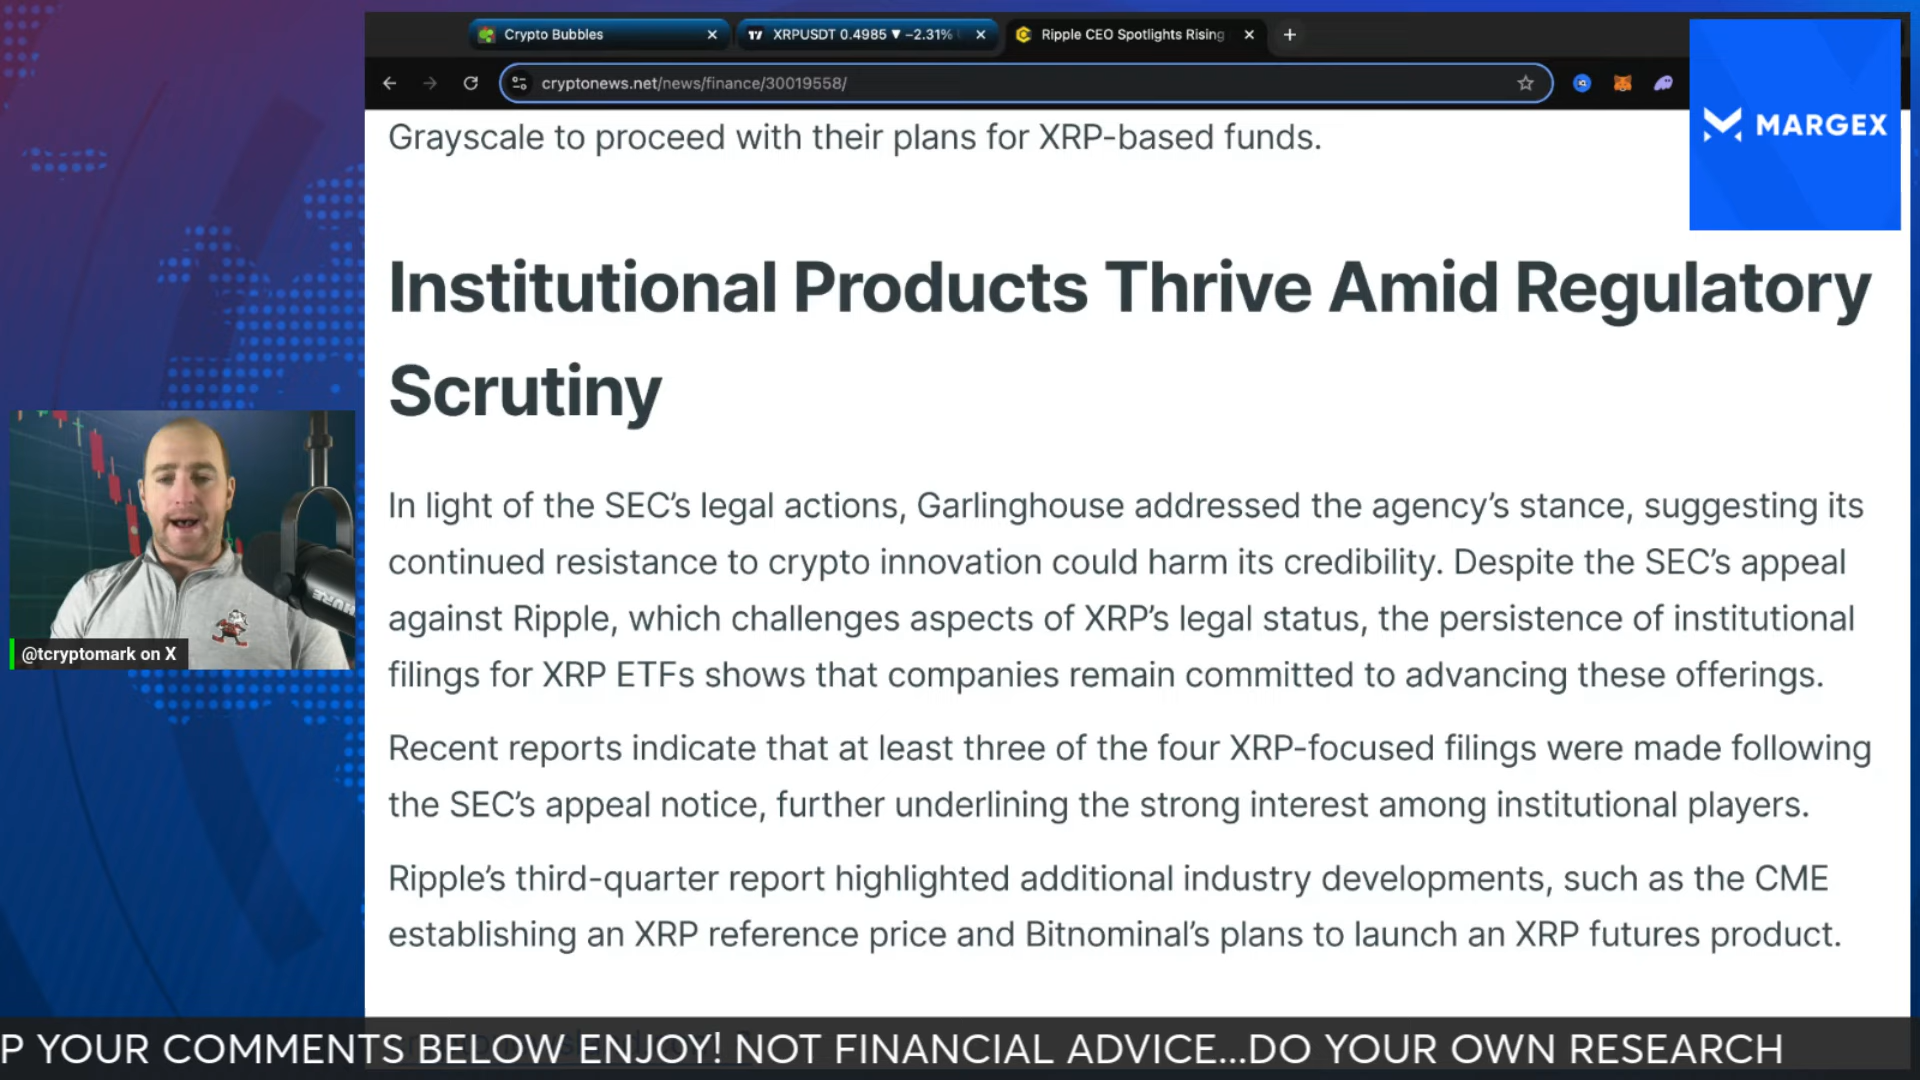 Crypto Bubbles
XRPUSDT 0.4985 ▼ −2.31%
Ripple CEO Spotlights Rising
cryptonews.net/news/finance/30019558/
MARGEX
Grayscale to proceed with their plans for XRP-based funds.
Institutional Products Thrive Amid Regulatory
Scrutiny
In light of the SEC’s legal actions, Garlinghouse addressed the agency’s stance, suggesting its
continued resistance to crypto innovation could harm its credibility. Despite the SEC’s appeal
against Ripple, which challenges aspects of XRP’s legal status, the persistence of institutional
filings for XRP ETFs shows that companies remain committed to advancing these offerings.
Recent reports indicate that at least three of the four XRP-focused filings were made following
the SEC’s appeal notice, further underlining the strong interest among institutional players.
Ripple’s third-quarter report highlighted additional industry developments, such as the CME
establishing an XRP reference price and Bitnominal’s plans to launch an XRP futures product.
SHURE
@tcryptomark on X
P YOUR COMMENTS BELOW ENJOY! NOT FINANCIAL ADVICE...DO YOUR OWN RESEARCH